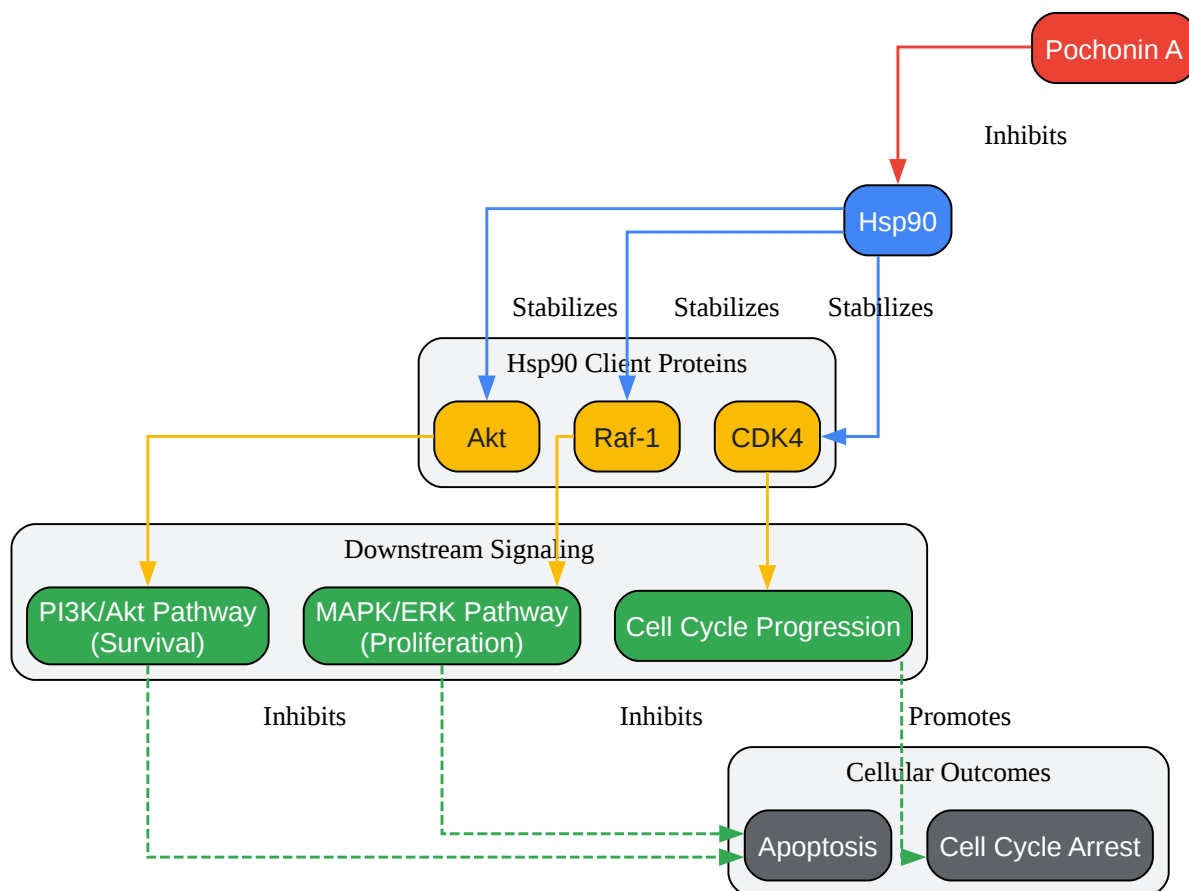 Pochonin A
Inhibits
Hsp90
Stabilizes
Stabilizes
Stabilizes
Hsp90 Client Proteins
Akt
Raf-1
CDK4
Downstream Signaling
PI3K/Akt Pathway
(Survival)
MAPK/ERK Pathway
(Proliferation)
Cell Cycle Progression
Inhibits
Inhibits
Promotes
Cellular Outcomes
Apoptosis
Cell Cycle Arrest